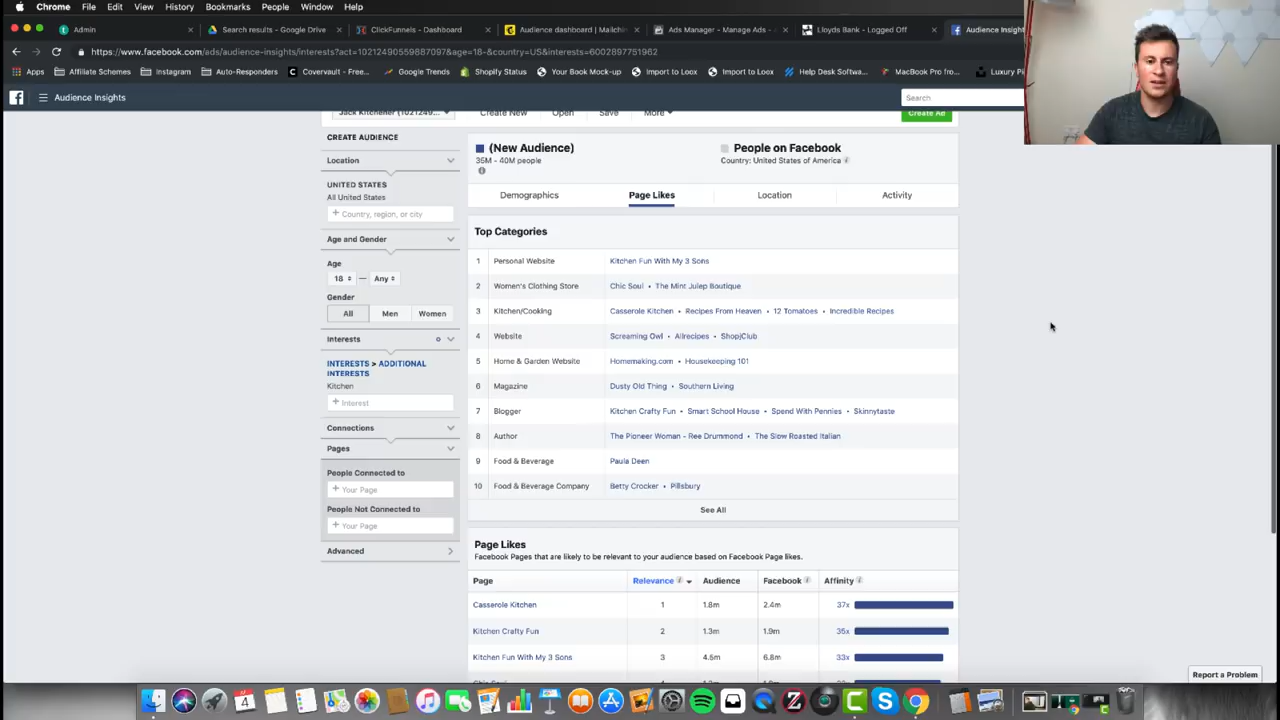 Chrome File Edit View History Bookmarks People Window Help
Admin
Search results - Google Drive
ClickFunnels - Dashboard
Audience dashboard | Mailchim
Ads Manager - Manage Ads -
Lloyds Bank - Logged Off
Audience Insigh
https://www.facebook.com/ads/audience-insights/interests?act=10212490559887097&age=18-&country=US&interests=6002897751962
Apps Affiliate Schemes Instagram Auto-Responders Covervault - Free... Google Trends Shopify Status Your Book Mock-up Import to Loox Import to Loox Help Desk Softwa... MacBook Pro fro... Luxury Pi
Audience Insights
Search
Jack Kitchener (1021249...
Create New Open Save More
Create Ad
CREATE AUDIENCE
Location
UNITED STATES
All United States
+ Country, region, or city
Age and Gender
Age
18 — Any
Gender
All Men Women
Interests 0
INTERESTS > ADDITIONAL
INTERESTS
Kitchen
+ Interest
Connections
Pages
People Connected to
+ Your Page
People Not Connected to
+ Your Page
Advanced
(New Audience)
35M - 40M people
People on Facebook
Country: United States of America
Demographics Page Likes Location Activity
Top Categories
1 Personal Website Kitchen Fun With My 3 Sons
2 Women's Clothing Store Chic Soul • The Mint Julep Boutique
3 Kitchen/Cooking Casserole Kitchen • Recipes From Heaven • 12 Tomatoes • Incredible Recipes
4 Website Screaming Owl • Allrecipes • Shop|Club
5 Home & Garden Website Homemaking.com • Housekeeping 101
6 Magazine Dusty Old Thing • Southern Living
7 Blogger Kitchen Crafty Fun • Smart School House • Spend With Pennies • Skinnytaste
8 Author The Pioneer Woman - Ree Drummond • The Slow Roasted Italian
9 Food & Beverage Paula Deen
10 Food & Beverage Company Betty Crocker • Pillsbury
See All
Page Likes
Facebook Pages that are likely to be relevant to your audience based on Facebook Page likes.
Page Relevance Audience Facebook Affinity
Casserole Kitchen 1 1.8m 2.4m 37x
Kitchen Crafty Fun 2 1.3m 1.9m 35x
Kitchen Fun With My 3 Sons 3 4.5m 6.8m 33x
Report a Problem